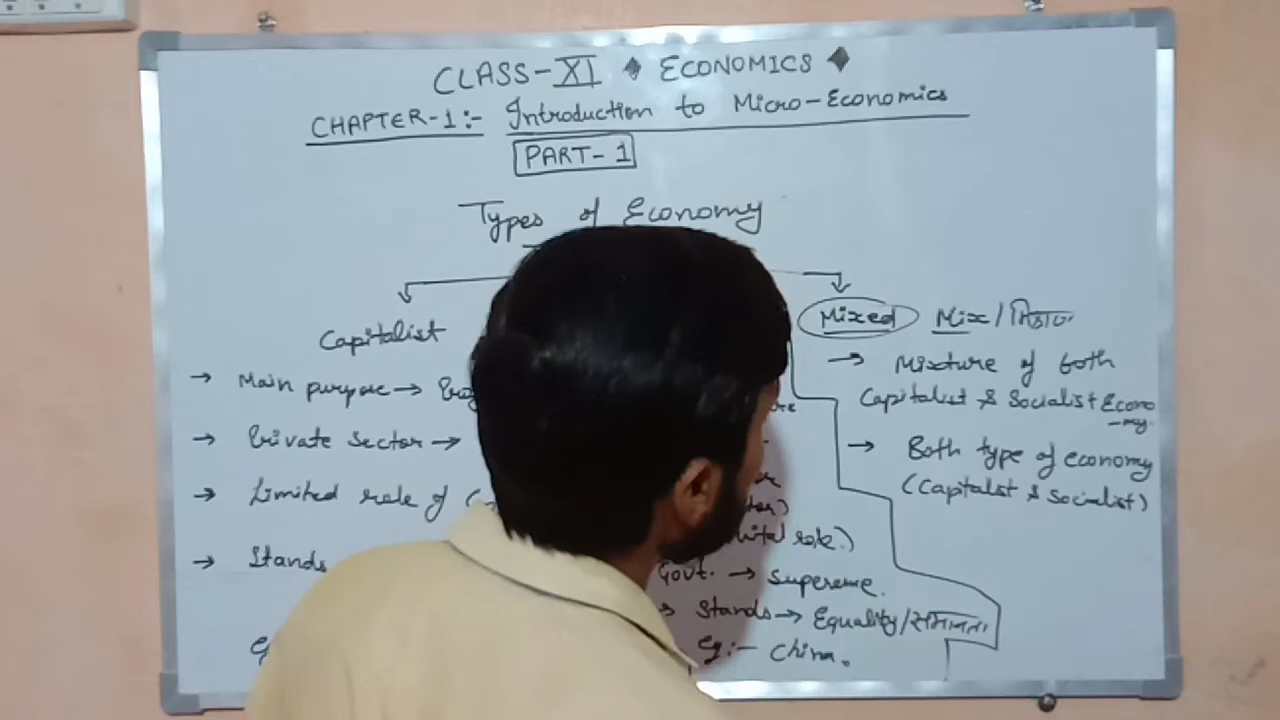 CLASS-XI ◆ ECONOMICS ◆
CHAPTER-1:- Introduction to Micro-Economics
PART-1
Types of Economy
Capitalist
→ Main purpose →
→ Private Sector →
→ Limited role of
→ Stands
Govt. → Supereme.
Stands → Equality/समानता
Eg:- China.
Mixed Mix/
→ Mixture of both
Capitalist & Socialist Econo
-my.
→ Both type of economy
(Captalist & Socialist)